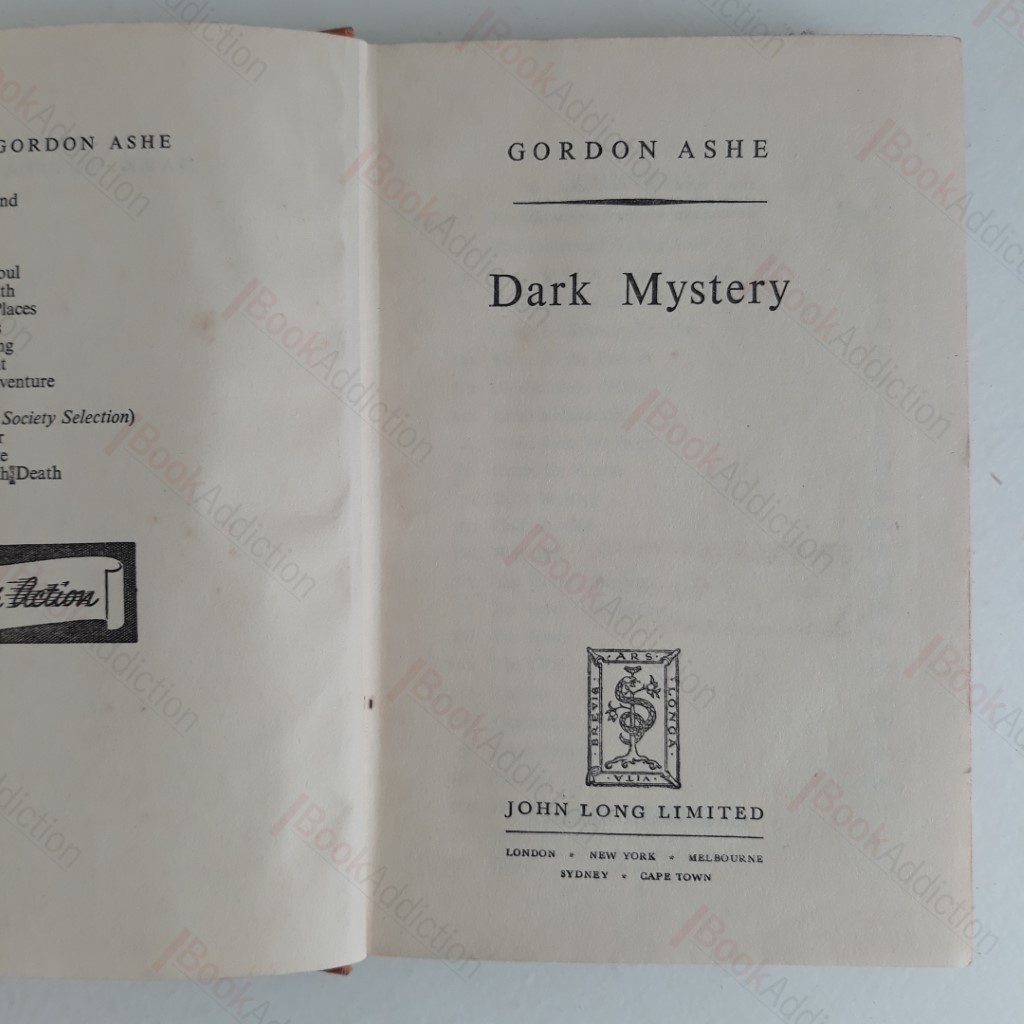 GORDON ASHE
nd
oul
th
Places
s
ng
t
venture
Society Selection)
r
e
h Death
Action
GORDON ASHE
Dark Mystery
ARS
LONGA
VITA
BREVIS
JOHN LONG LIMITED
LONDON * NEW YORK * MELBOURNE
SYDNEY * CAPE TOWN
BookAddiction